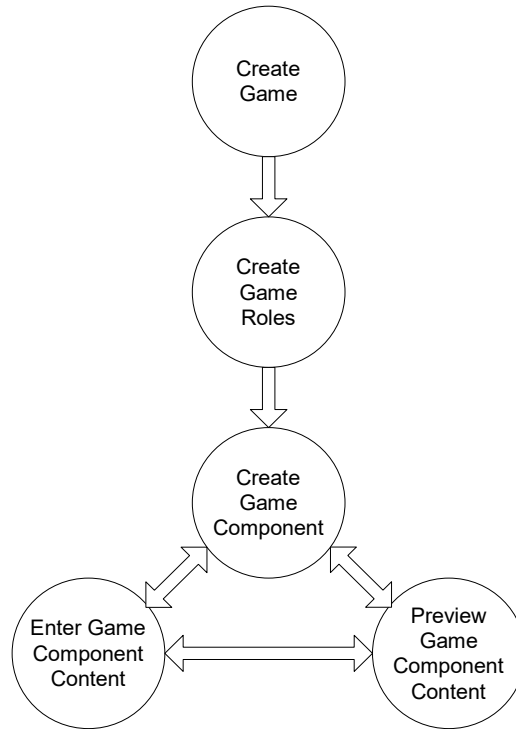 Create
Game
Create
Game
Roles
Create
Game
Component
Enter Game
Component
Content
Preview
Game
Component
Content